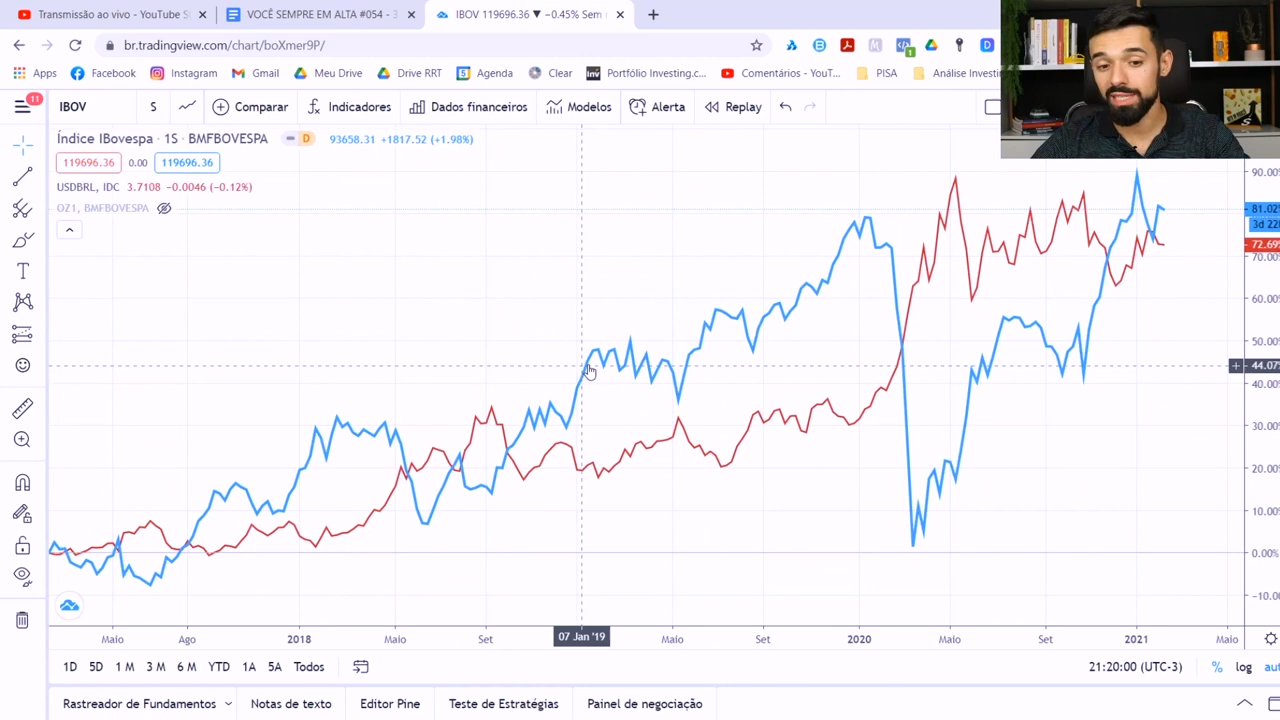 Transmissão ao vivo - YouTube S
VOCÊ SEMPRE EM ALTA #054 - 3
IBOV 119696.36 ▼ −0.45% Sem n
br.tradingview.com/chart/boXmer9P/
Apps
Facebook
Instagram
Gmail
Meu Drive
Drive RRI
Agenda
Clear
Inv
Portfólio Investing.c...
Comentários - YouT...
PISA
Análise Investin
11
IBOV
S
Comparar
Indicadores
Dados financeiros
Modelos
Alerta
Replay
Índice IBovespa · 1S · BMFBOVESPA
D
93658.31 +1817.52 (+1.98%)
119696.36
0.00
119696.36
USDBRL, IDC 3.7108 −0.0046 (−0.12%)
OZ1, BMFBOVESPA
90.00%
81.02%
3d 22
72.69%
70.00%
60.00%
50.00%
44.07%
40.00%
30.00%
20.00%
10.00%
0.00%
−10.00%
Maio
Ago
2018
Maio
Set
07 Jan '19
Maio
Set
2020
Maio
Set
2021
Maio
1D
5D
1 M
3 M
6 M
YTD
1A
5A
Todos
21:20:00 (UTC-3)
%
log
aut
Rastreador de Fundamentos
Notas de texto
Editor Pine
Teste de Estratégias
Painel de negociação